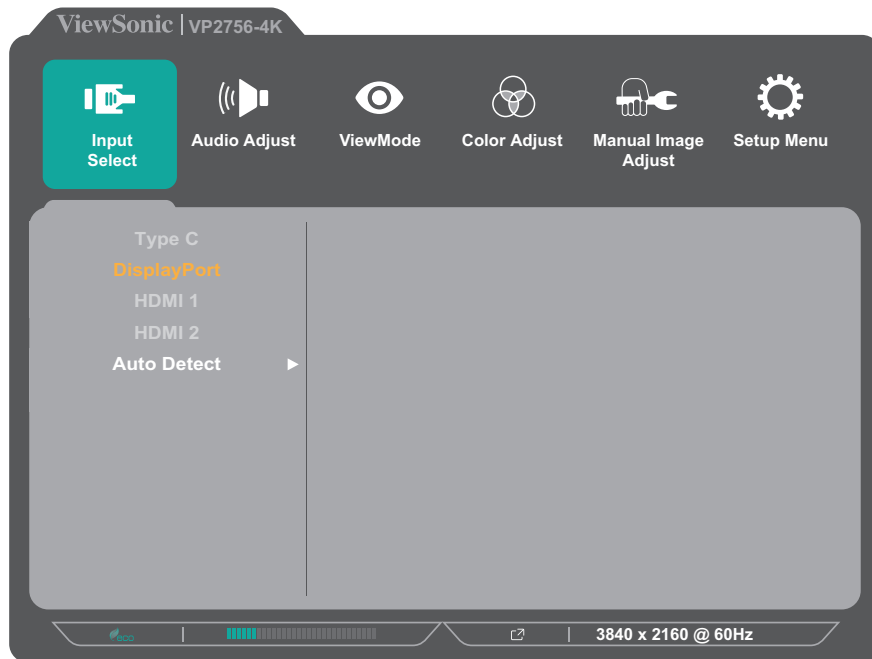 ViewSonic | VP2756-4K
Input Select
Audio Adjust
ViewMode
Color Adjust
Manual Image Adjust
Setup Menu
Type C
DisplayPort
HDMI 1
HDMI 2
Auto Detect
eco
3840 x 2160 @ 60Hz